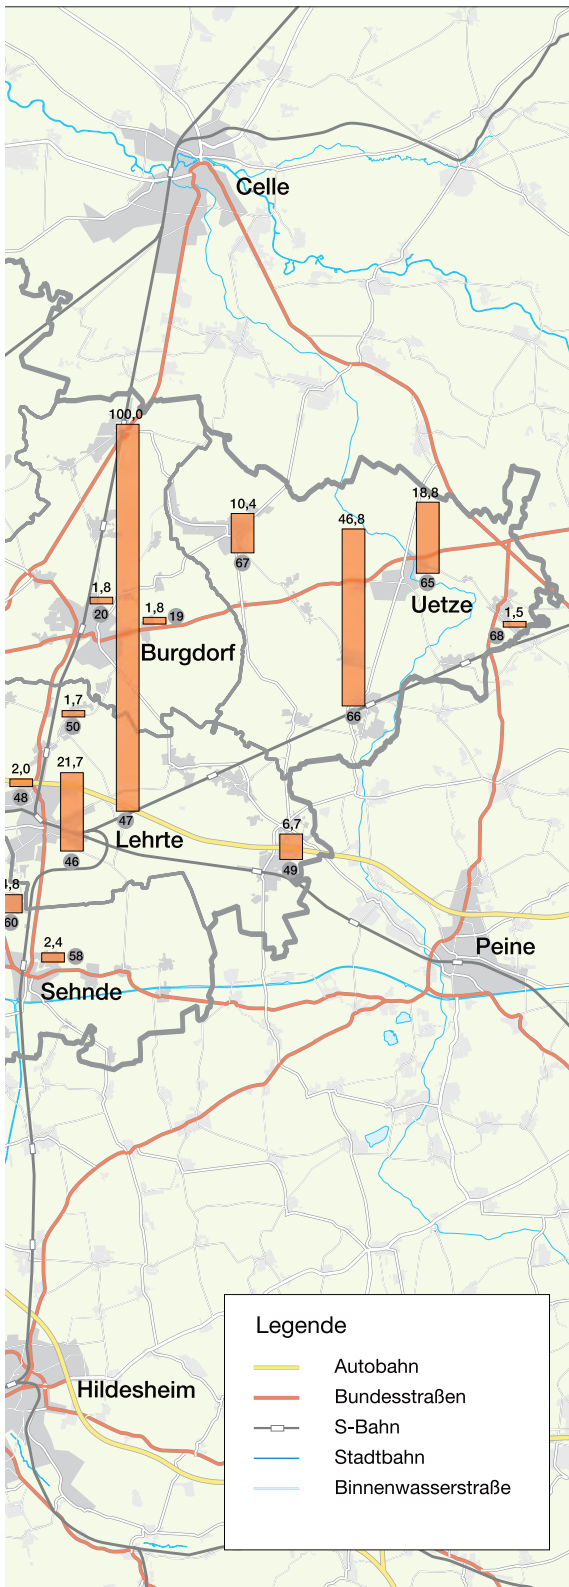 Celle
100,0
18,8
10,4
46,8
67
65
1,8
20
1,8
19
Uetze
1,5
68
Burgdorf
1,7
50
66
2,0
48
21,7
47
Lehrte
6,7
46
49
60
2,4
58
Peine
Sehnde
Legende
Autobahn
Bundesstraßen
S-Bahn
Stadtbahn
Binnenwasserstraße
Hildesheim